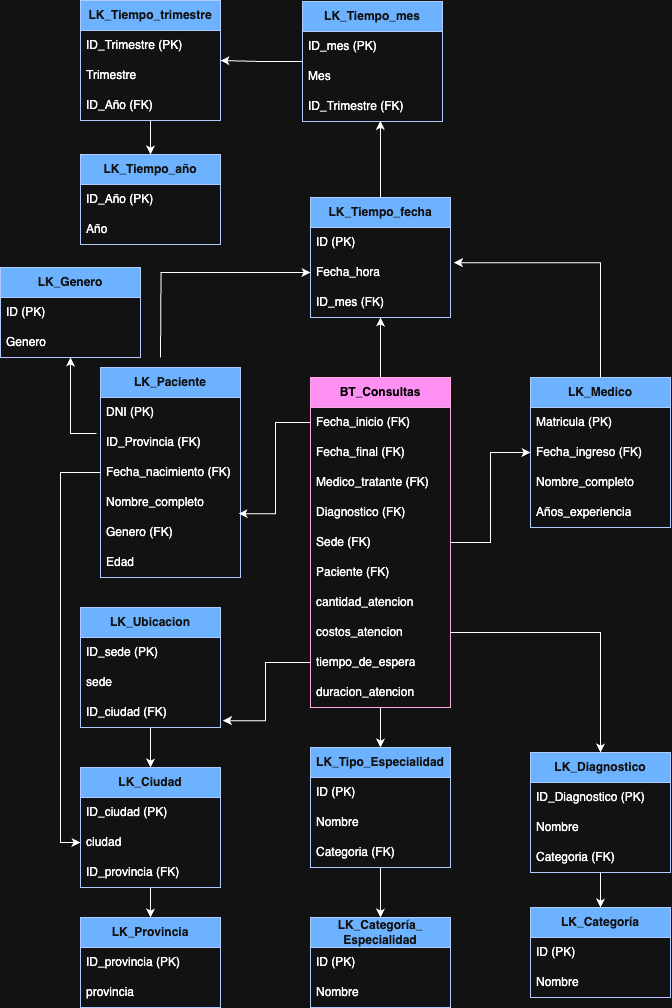 LK_Tiempo_trimestre
ID_Trimestre (PK)
Trimestre
ID_Año (FK)
LK_Tiempo_mes
ID_mes (PK)
Mes
ID_Trimestre (FK)
LK_Tiempo_año
ID_Año (PK)
Año
LK_Tiempo_fecha
ID (PK)
Fecha_hora
ID_mes (FK)
LK_Genero
ID (PK)
Genero
LK_Paciente
DNI (PK)
ID_Provincia (FK)
Fecha_nacimiento (FK)
Nombre_completo
Genero (FK)
Edad
BT_Consultas
Fecha_inicio (FK)
Fecha_final (FK)
Medico_tratante (FK)
Diagnostico (FK)
Sede (FK)
Paciente (FK)
cantidad_atencion
costos_atencion
tiempo_de_espera
duracion_atencion
LK_Medico
Matricula (PK)
Fecha_ingreso (FK)
Nombre_completo
Años_experiencia
LK_Ubicacion
ID_sede (PK)
sede
ID_ciudad (FK)
LK_Ciudad
ID_ciudad (PK)
ciudad
ID_provincia (FK)
LK_Provincia
ID_provincia (PK)
provincia
LK_Tipo_Especialidad
ID (PK)
Nombre
Categoria (FK)
LK_Categoría_
Especialidad
ID (PK)
Nombre
LK_Diagnostico
ID_Diagnostico (PK)
Nombre
Categoria (FK)
LK_Categoría
ID (PK)
Nombre